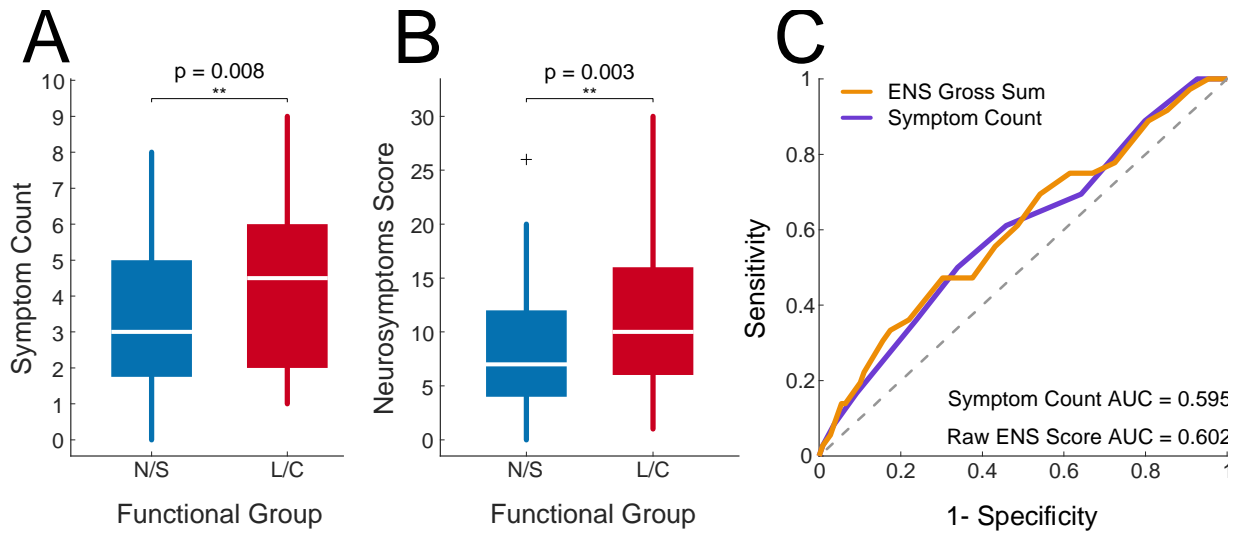 A
p = 0.008
**
10
9
8
7
6
5
4
3
2
1
0
Symptom Count
N/S L/C
Functional Group
B
p = 0.003
**
30
25
20
15
10
5
0
Neurosymptoms Score
N/S L/C
Functional Group
C
ENS Gross Sum
Symptom Count
1
0.8
0.6
0.4
0.2
0
Sensitivity
Symptom Count AUC = 0.595
Raw ENS Score AUC = 0.602
0 0.2 0.4 0.6 0.8 1
1- Specificity